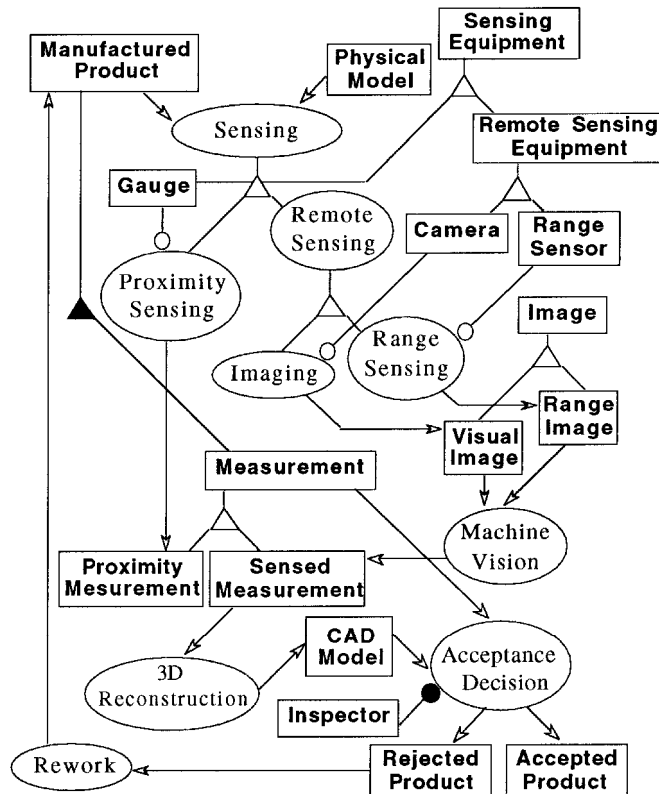 Sensing
Equipment
Manufactured
Product
Physical
Model
Sensing
Remote Sensing
Equipment
Gauge
Remote
Sensing
Camera
Range
Sensor
Proximity
Sensing
Image
Imaging
Range
Sensing
Visual
Image
Range
Image
Measurement
Machine
Vision
Proximity
Mesurement
Sensed
Measurement
3D
Reconstruction
CAD
Model
Acceptance
Decision
Inspector
Rework
Rejected
Product
Accepted
Product